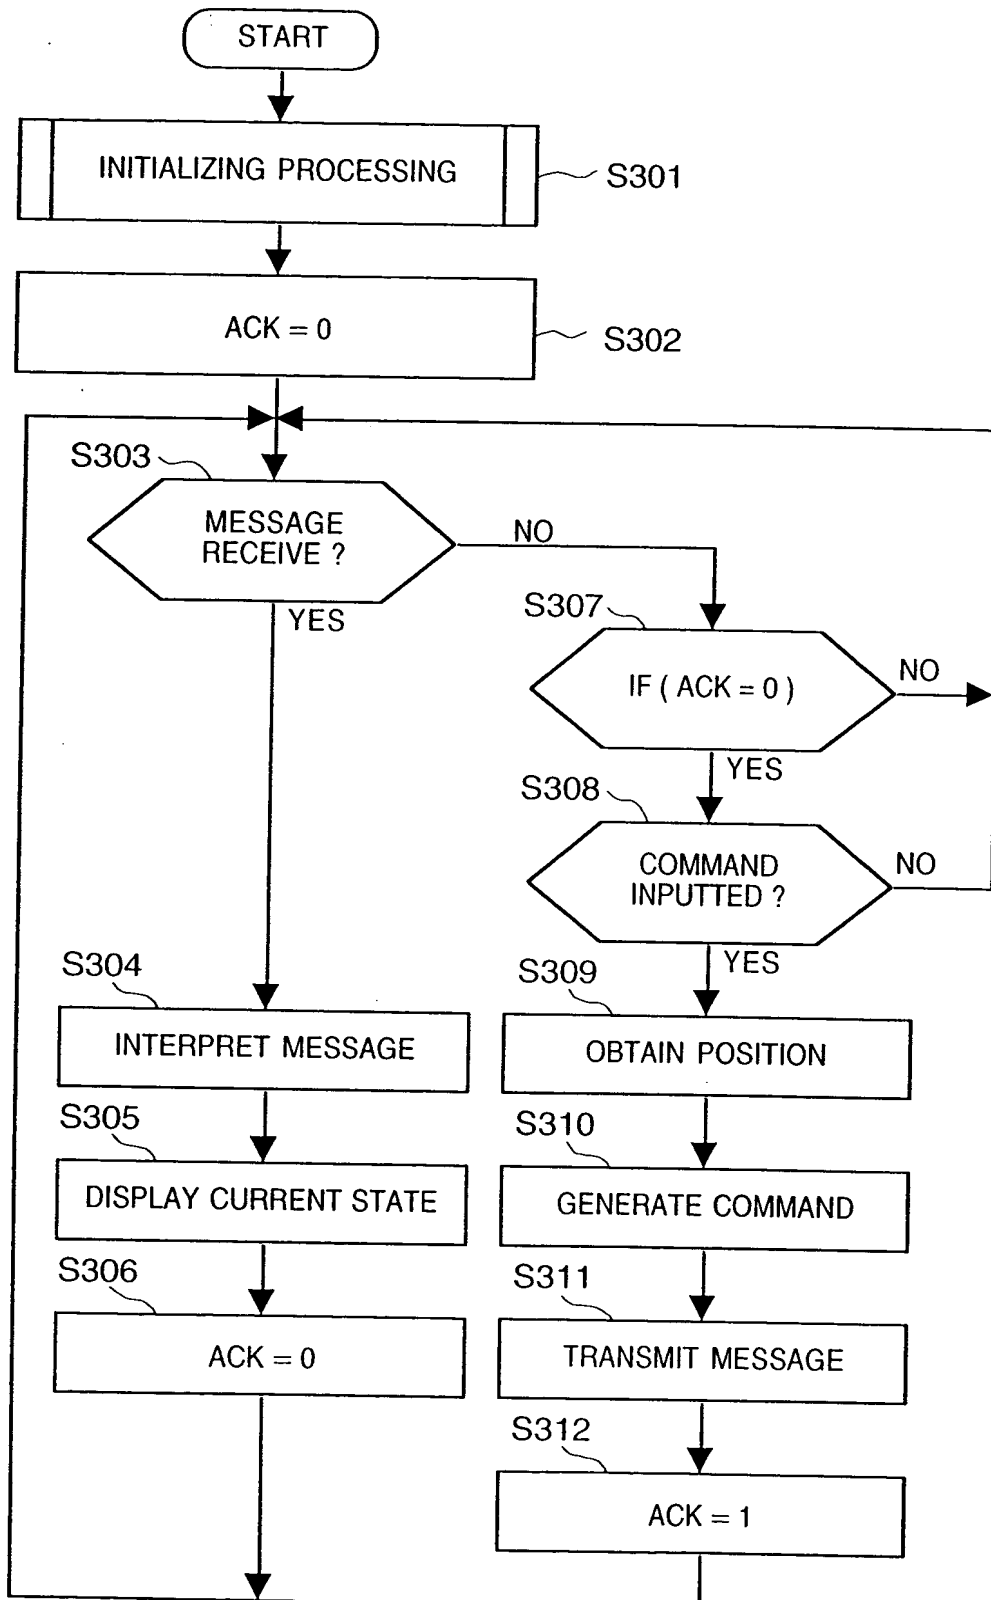 START
INITIALIZING PROCESSING
S301
ACK = 0
S302
S303
MESSAGE
RECEIVE ?
NO
YES
S307
IF ( ACK = 0 )
NO
YES
S308
COMMAND
INPUTTED ?
NO
YES
S304
INTERPRET MESSAGE
S309
OBTAIN POSITION
S305
DISPLAY CURRENT STATE
S310
GENERATE COMMAND
S306
ACK = 0
S311
TRANSMIT MESSAGE
S312
ACK = 1